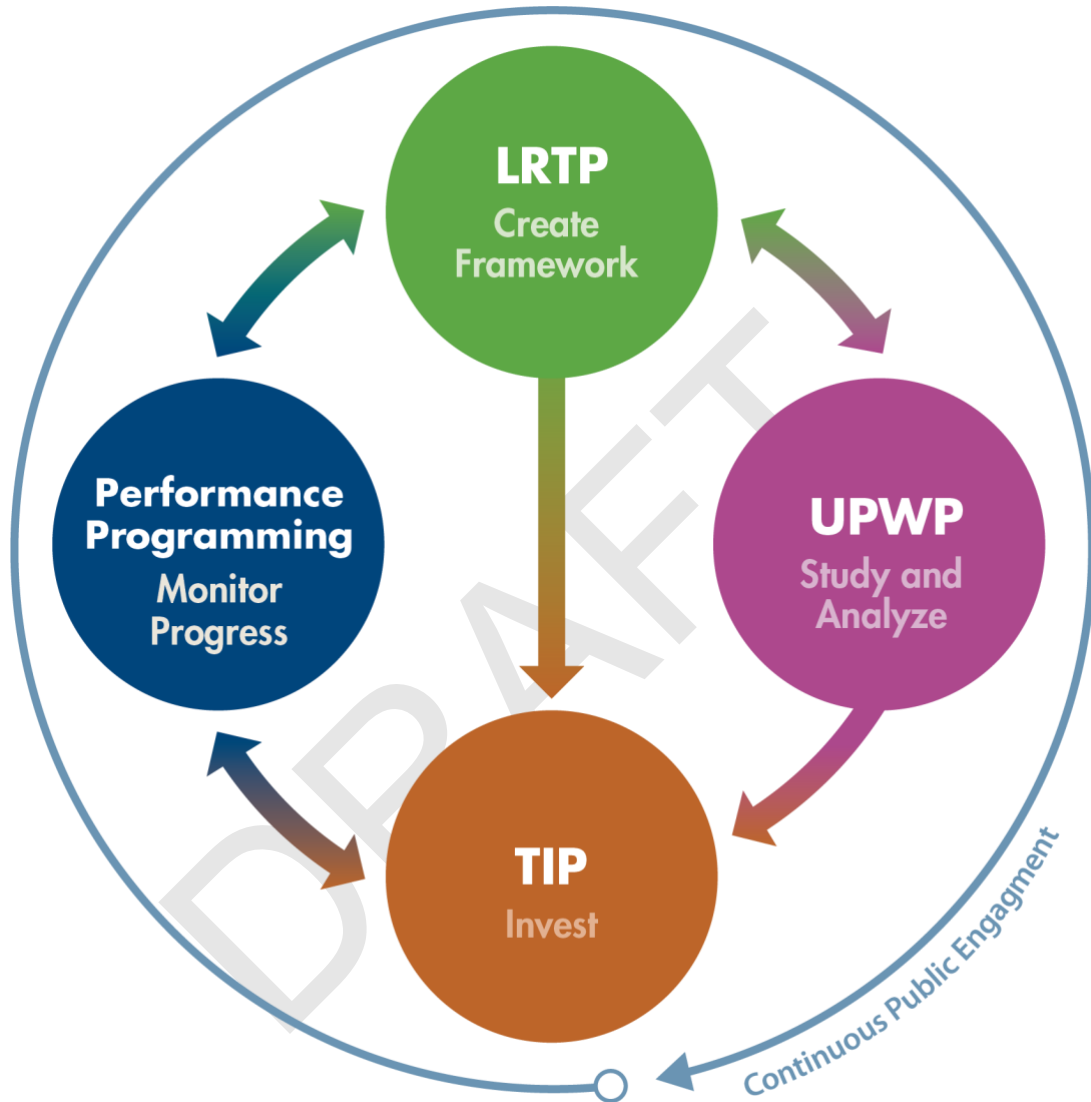 LRTP
Create
Framework
Performance
Programming
Monitor
Progress
UPWP
Study and
Analyze
TIP
Invest
Continuous Public Engagment
DRAFT